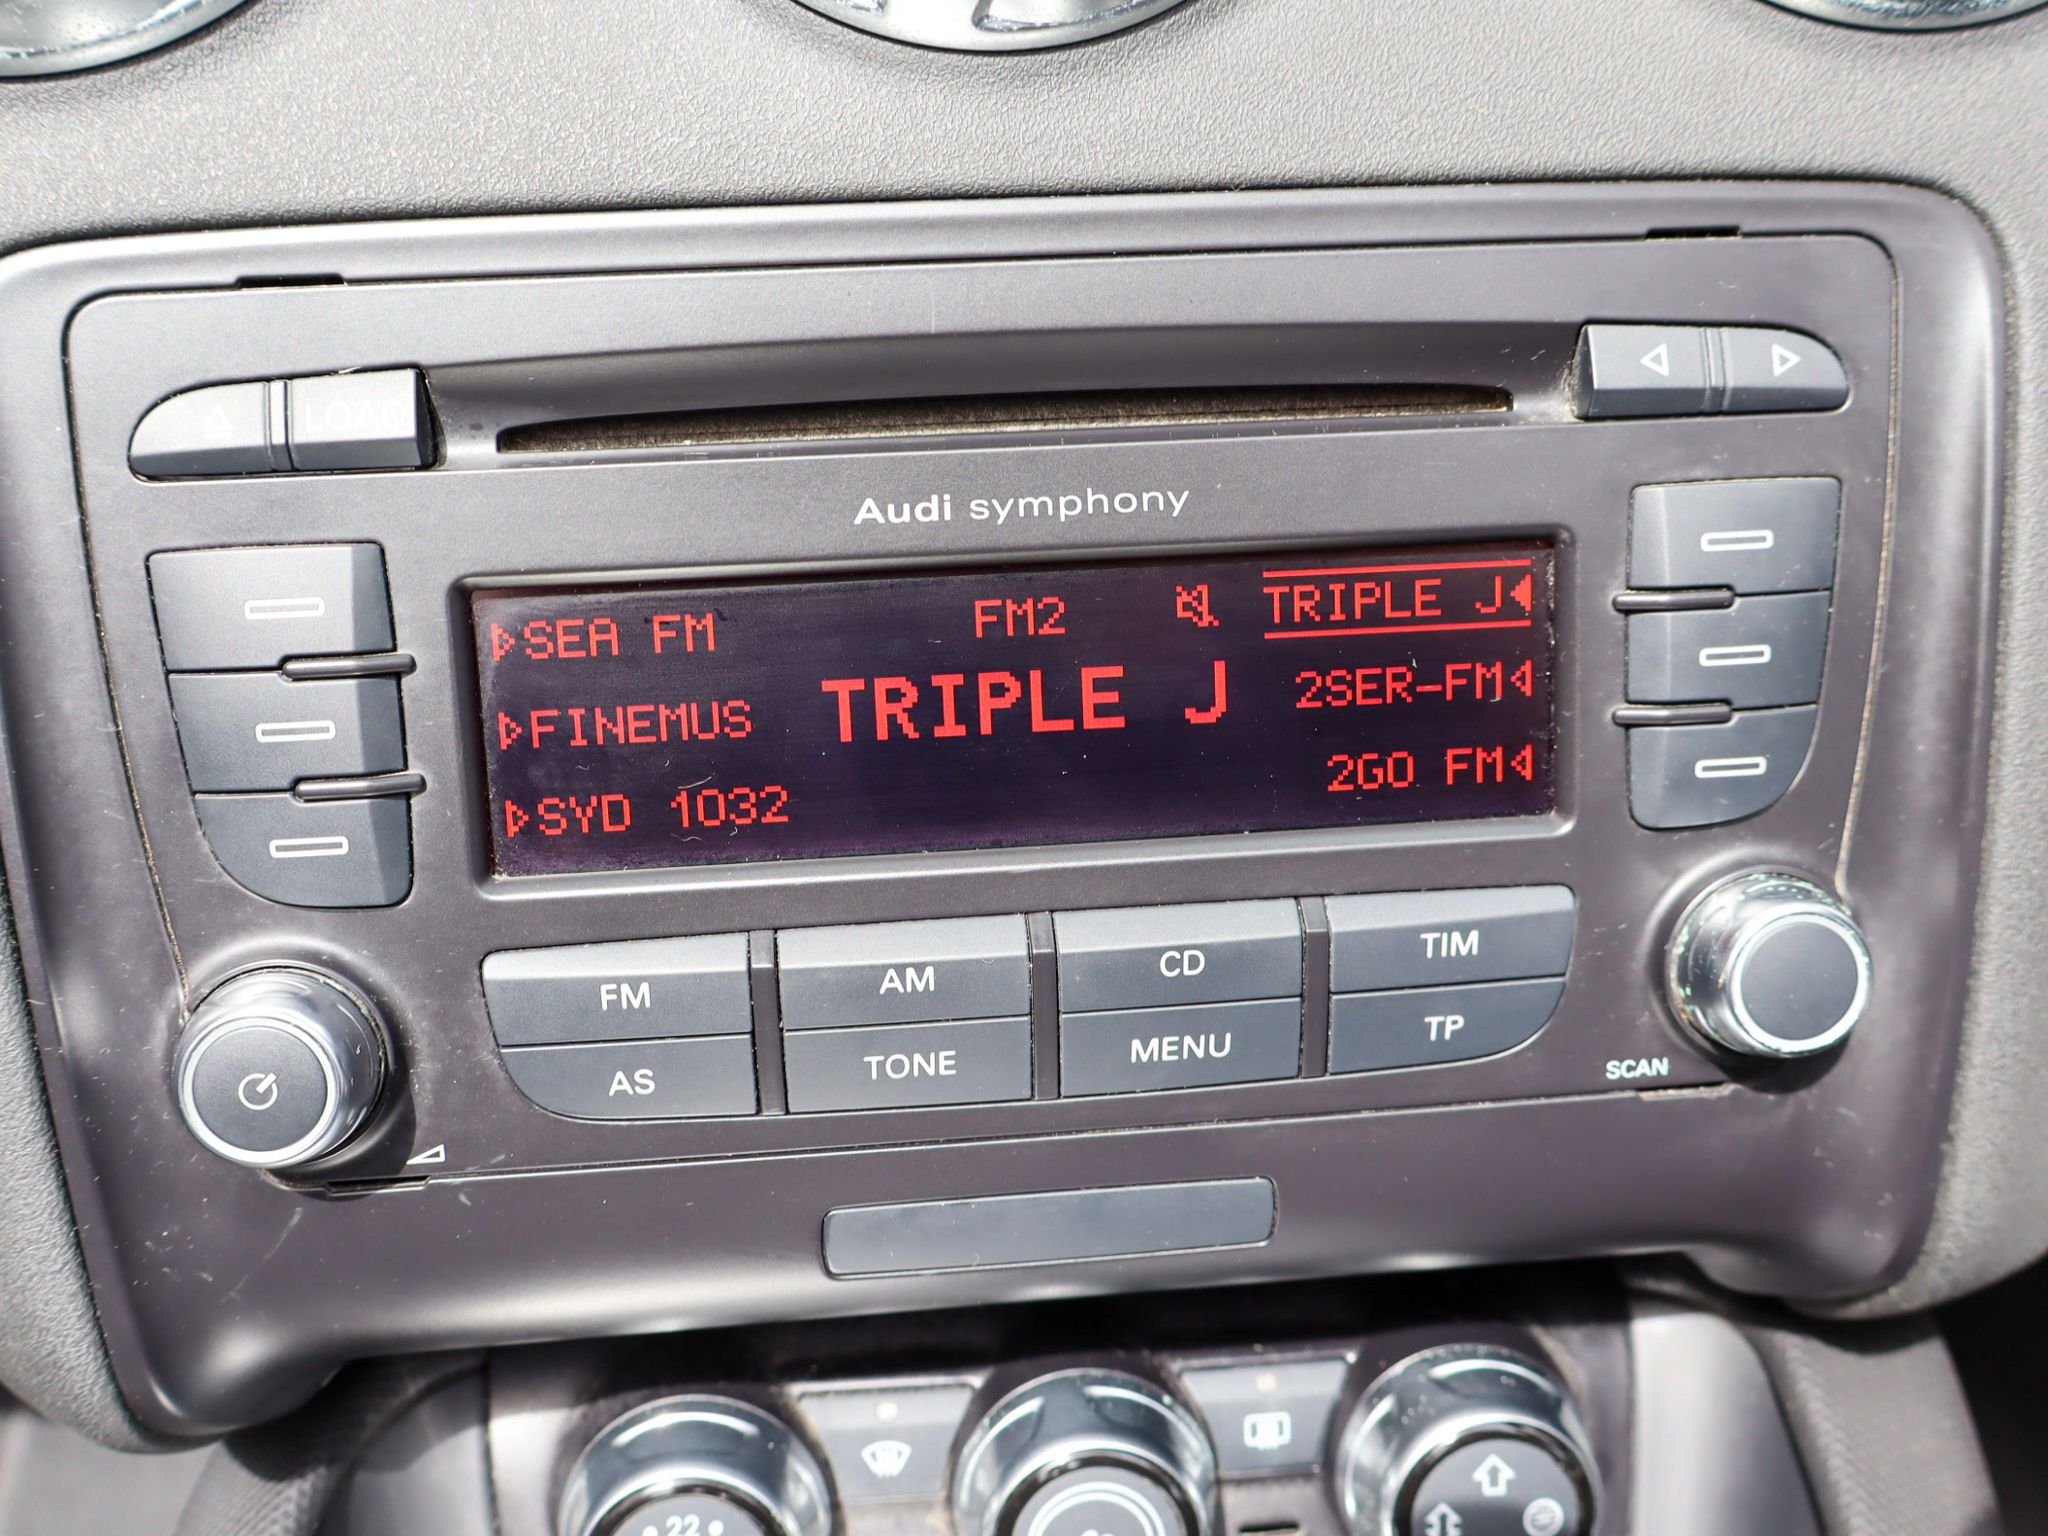 LOAD
Audi symphony
SEA FM
FM2
TRIPLE J
FINEMUS
TRIPLE J
2SER-FM
SYD 1032
2GO FM
FM
AM
CD
TIM
AS
TONE
MENU
TP
SCAN
22